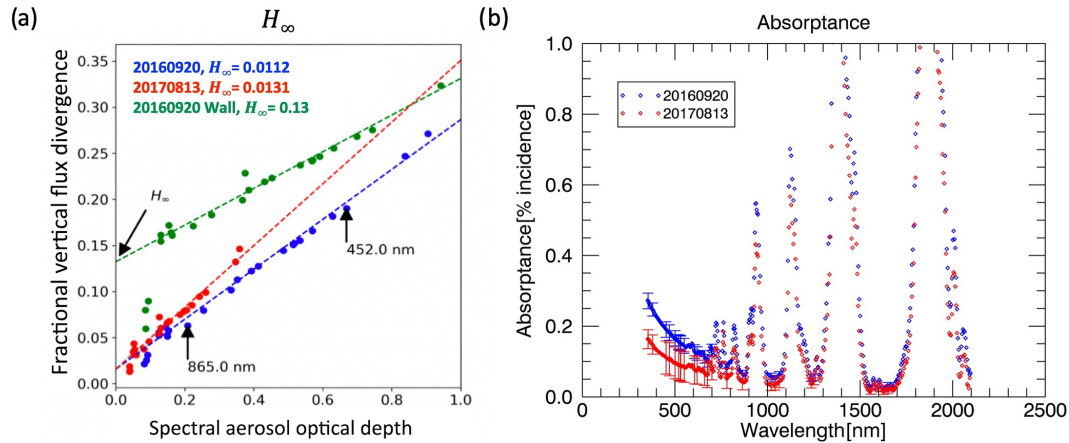 (a)
H∞
20160920, H∞= 0.0112
20170813, H∞= 0.0131
20160920 Wall, H∞= 0.13
H∞
452.0 nm
865.0 nm
0.35
0.30
0.25
0.20
0.15
0.10
0.05
0.00
0.0 0.2 0.4 0.6 0.8 1.0
Fractional vertical flux divergence
Spectral aerosol optical depth
(b)
Absorptance
20160920
20170813
1.0
0.8
0.6
0.4
0.2
0.0
0 500 1000 1500 2000 2500
Absorptance[% incidence]
Wavelength[nm]